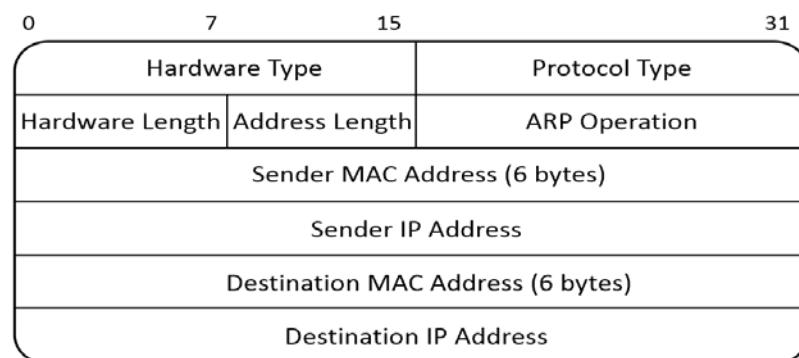 0 7 15 31
Hardware Type Protocol Type
Hardware Length Address Length ARP Operation
Sender MAC Address (6 bytes)
Sender IP Address
Destination MAC Address (6 bytes)
Destination IP Address